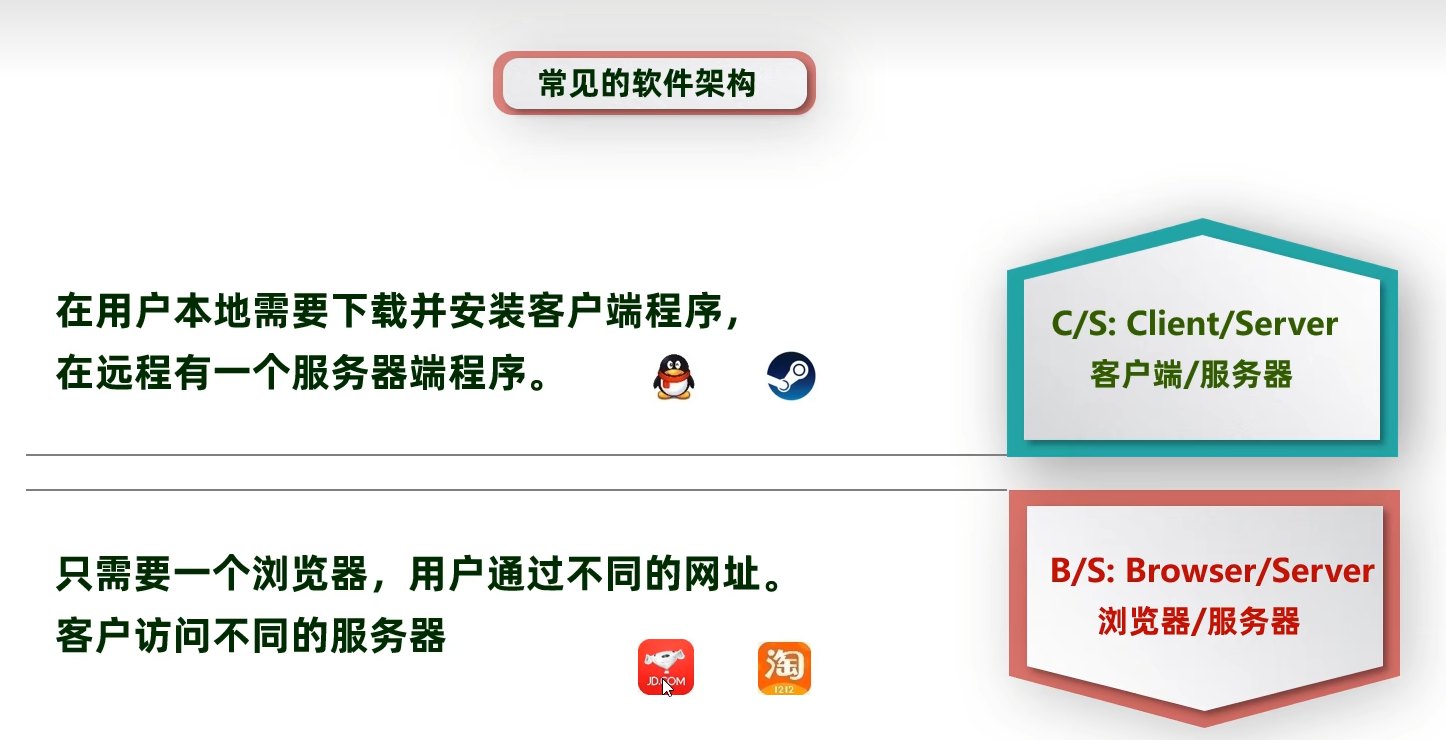 常见的软件架构
在用户本地需要下载并安装客户端程序，
在远程有一个服务器端程序。
C/S: Client/Server
客户端/服务器
只需要一个浏览器，用户通过不同的网址。
客户访问不同的服务器
JD.COM
淘
1212
B/S: Browser/Server
浏览器/服务器